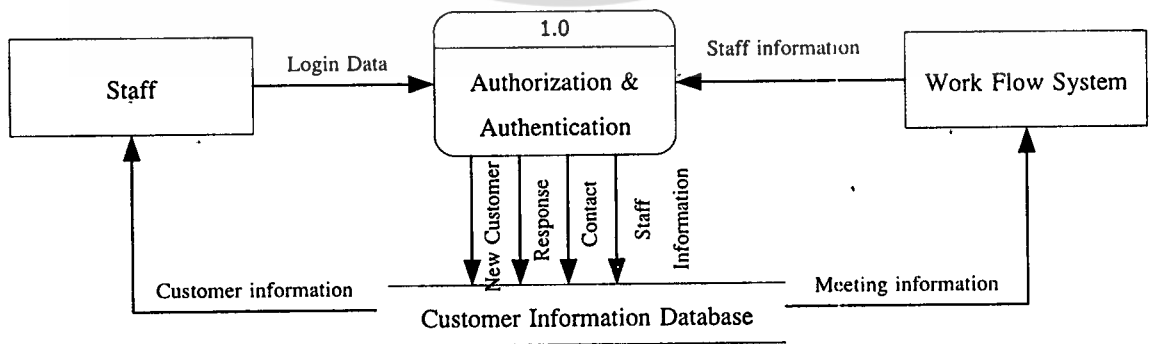 1.0
Staff
Login Data
Authorization &
Authentication
Staff information
Work Flow System
New Customer
Response
Contact
Staff
Information
Customer information
Meeting information
Customer Information Database